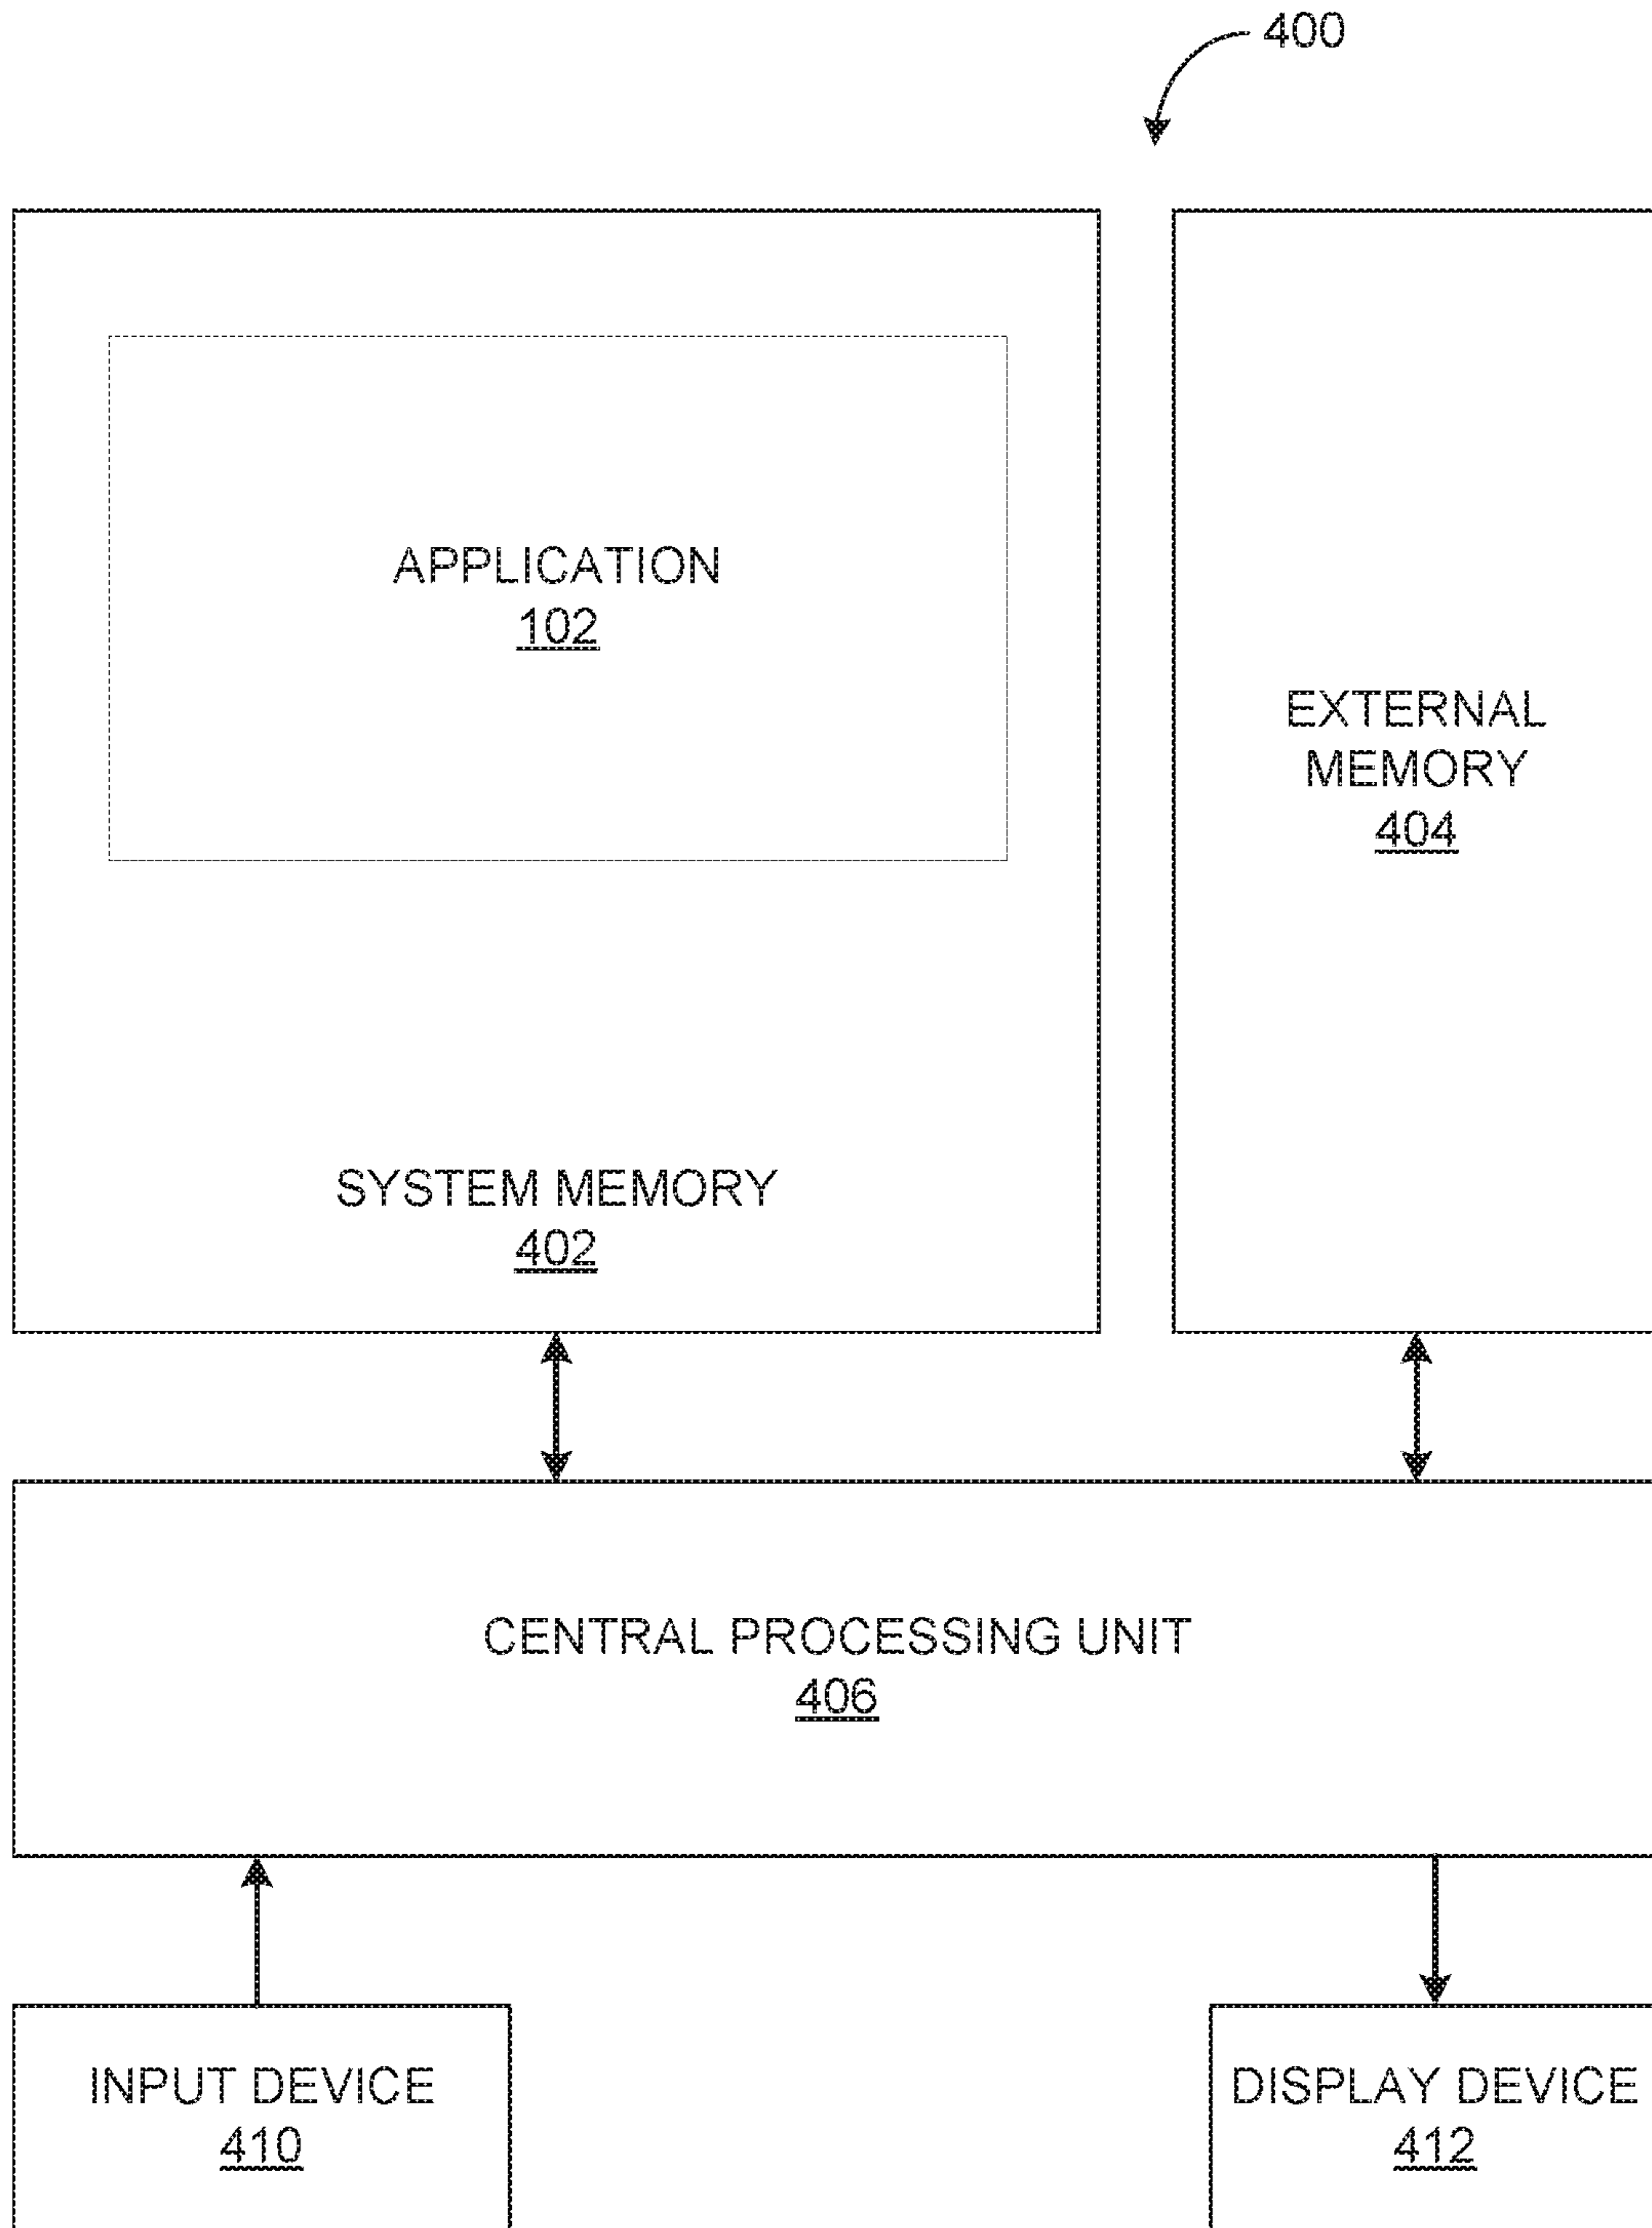 400
APPLICATION
102
EXTERNAL
MEMORY
404
SYSTEM MEMORY
402
CENTRAL PROCESSING UNIT
406
INPUT DEVICE
410
DISPLAY DEVICE
412